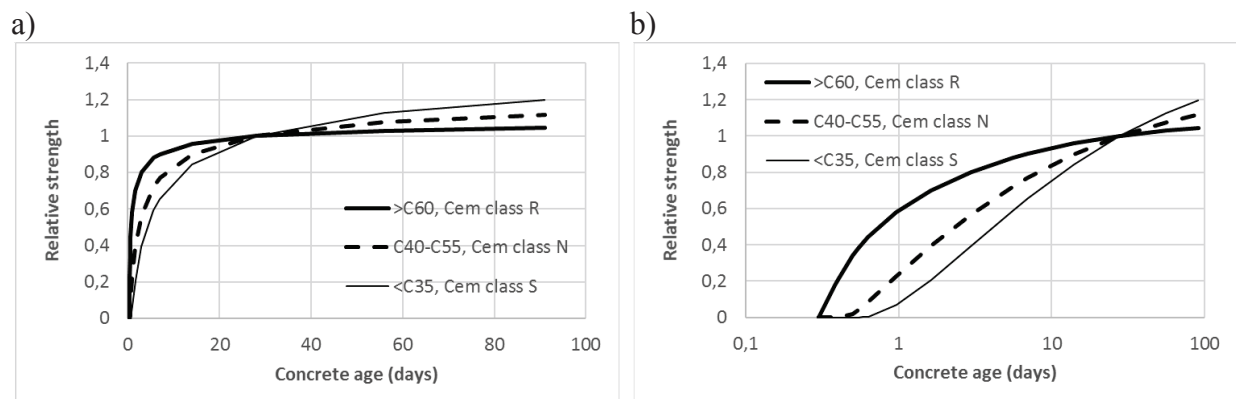 a)
Relative strength
1,4
1,2
1
0,8
0,6
0,4
0,2
0
>C60, Cem class R
C40-C55, Cem class N
<C35, Cem class S
0 20 40 60 80 100
Concrete age (days)
b)
Relative strength
1,4
1,2
1
0,8
0,6
0,4
0,2
0
>C60, Cem class R
C40-C55, Cem class N
<C35, Cem class S
0,1 1 10 100
Concrete age (days)